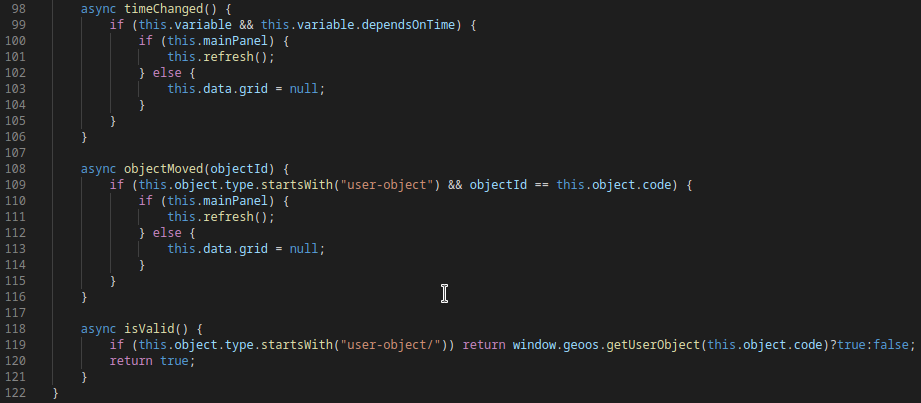 98 async timeChanged() {
99 if (this.variable && this.variable.dependsOnTime) {
100 if (this.mainPanel) {
101 this.refresh();
102 } else {
103 this.data.grid = null;
104 }
105 }
106 }
107
108 async objectMoved(objectId) {
109 if (this.object.type.startsWith("user-object") && objectId == this.object.code) {
110 if (this.mainPanel) {
111 this.refresh();
112 } else {
113 this.data.grid = null;
114 }
115 }
116 }
117
118 async isValid() {
119 if (this.object.type.startsWith("user-object/")) return window.geoos.getUserObject(this.object.code)?true:false;
120 return true;
121 }
122 }